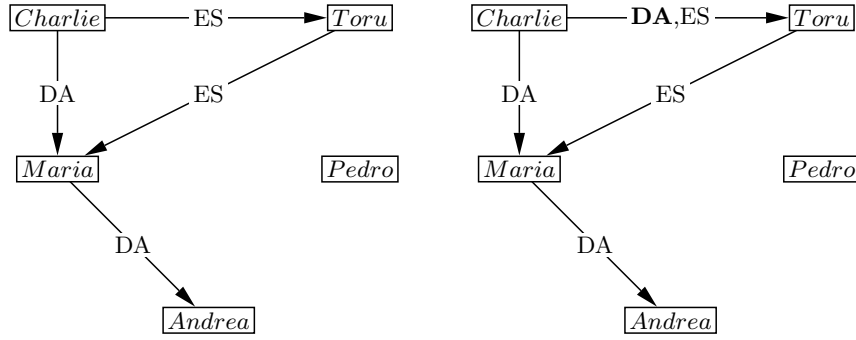 Charlie ES Toru
DA ES
Maria Pedro
DA
Andrea
Charlie DA,ES Toru
DA ES
Maria Pedro
DA
Andrea